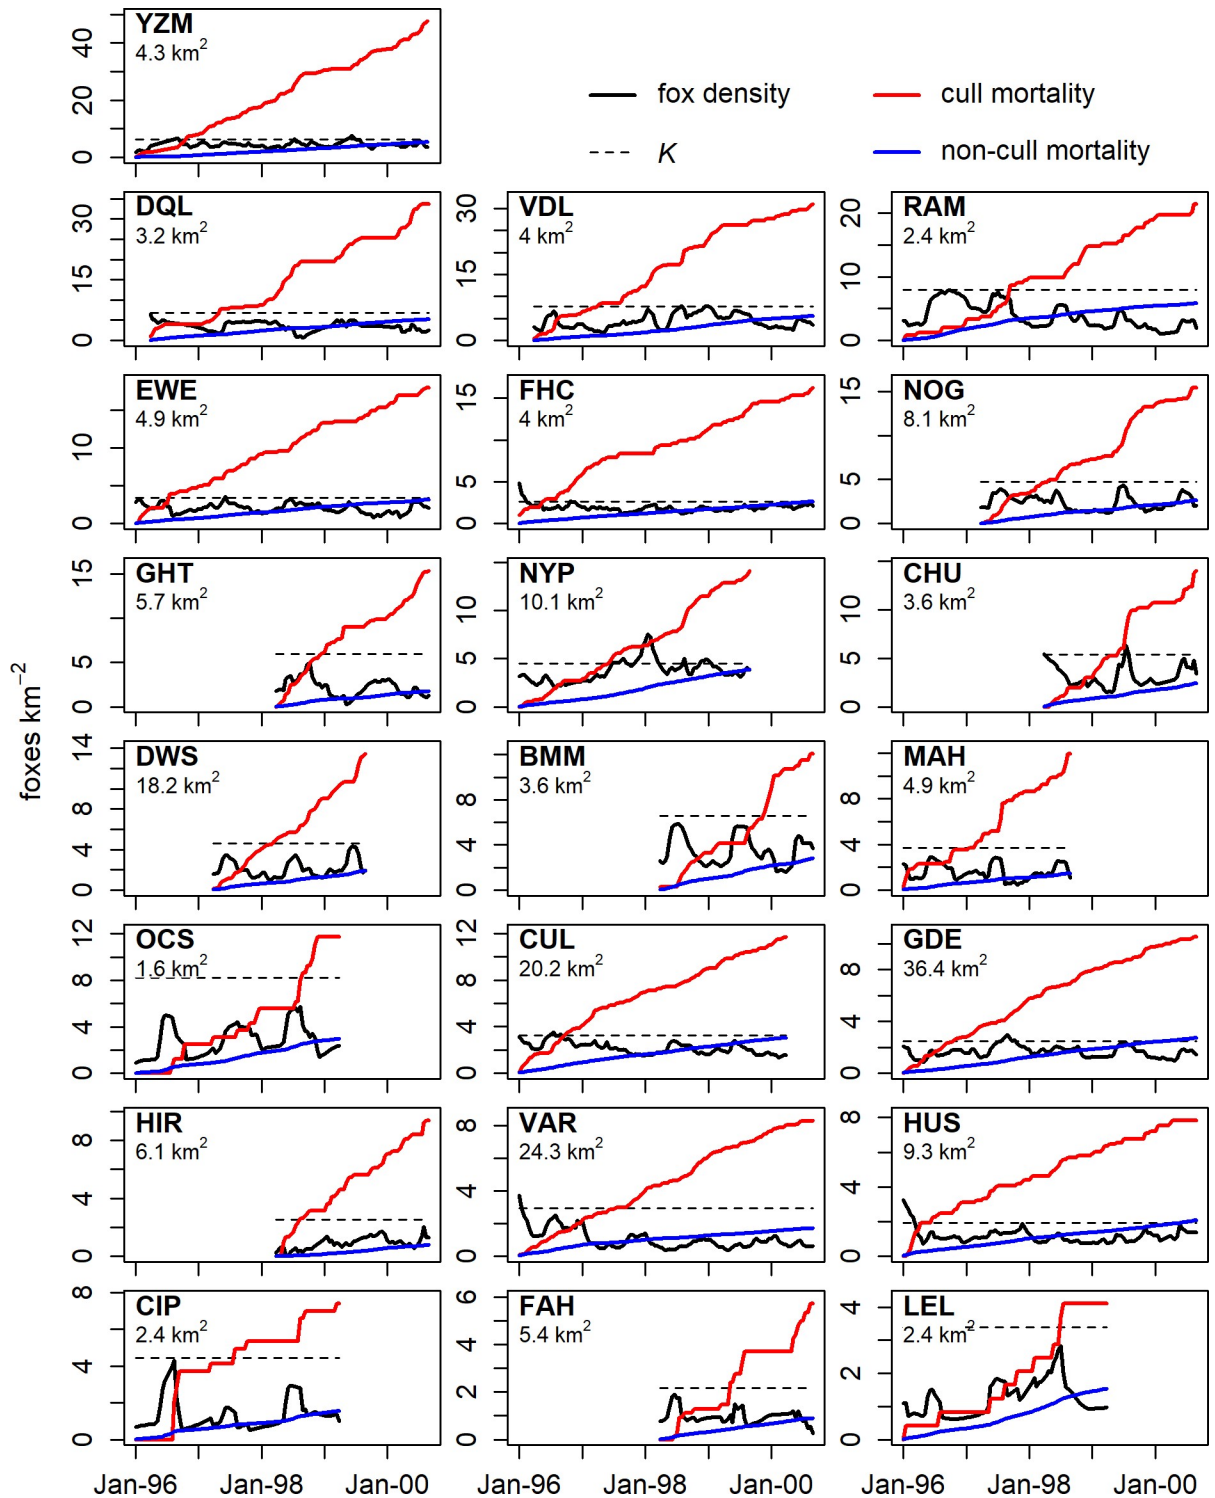 YZM
4.3 km²
0 20 40
fox density
cull mortality
K
non-cull mortality
DQL
3.2 km²
0 15 30
VDL
4 km²
0 15 30
RAM
2.4 km²
0 10 20
EWE
4.9 km²
0 10
FHC
4 km²
0 5 15
NOG
8.1 km²
0 5 15
GHT
5.7 km²
0 5 15
NYP
10.1 km²
0 5 10
CHU
3.6 km²
0 5 10
foxes km⁻²
DWS
18.2 km²
0 4 8 14
BMM
3.6 km²
0 4 8
MAH
4.9 km²
0 4 8
OCS
1.6 km²
0 4 8 12
CUL
20.2 km²
0 4 8 12
GDE
36.4 km²
0 4 8
HIR
6.1 km²
0 4 8
VAR
24.3 km²
0 4 8
HUS
9.3 km²
0 4 8
CIP
2.4 km²
0 4 8
FAH
5.4 km²
0 2 4 6
LEL
2.4 km²
0 2 4
Jan-96 Jan-98 Jan-00
Jan-96 Jan-98 Jan-00
Jan-96 Jan-98 Jan-00